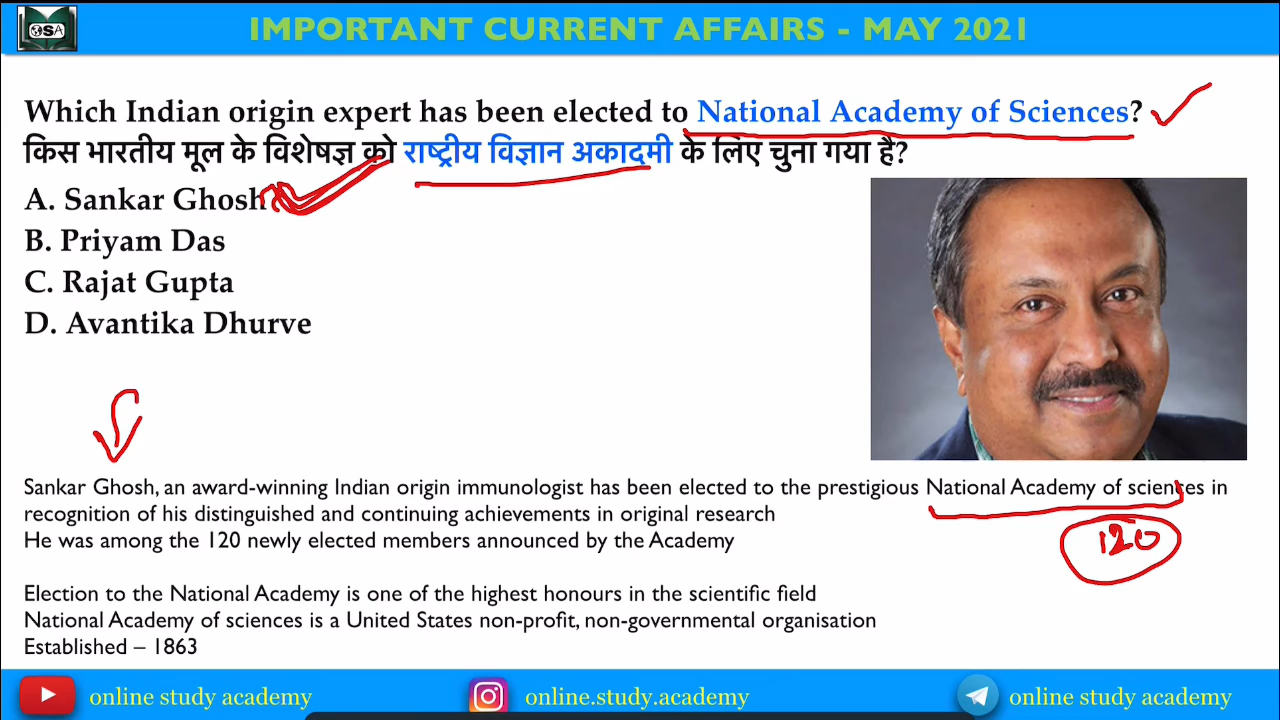 OSA
IMPORTANT CURRENT AFFAIRS - MAY 2021
Which Indian origin expert has been elected to National Academy of Sciences?
किस भारतीय मूल के विशेषज्ञ को राष्ट्रीय विज्ञान अकादमी के लिए चुना गया है?
A. Sankar Ghosh
B. Priyam Das
C. Rajat Gupta
D. Avantika Dhurve
Sankar Ghosh, an award-winning Indian origin immunologist has been elected to the prestigious National Academy of sciences in
recognition of his distinguished and continuing achievements in original research
He was among the 120 newly elected members announced by the Academy
120
Election to the National Academy is one of the highest honours in the scientific field
National Academy of sciences is a United States non-profit, non-governmental organisation
Established – 1863
online study academy
online.study.academy
online study academy